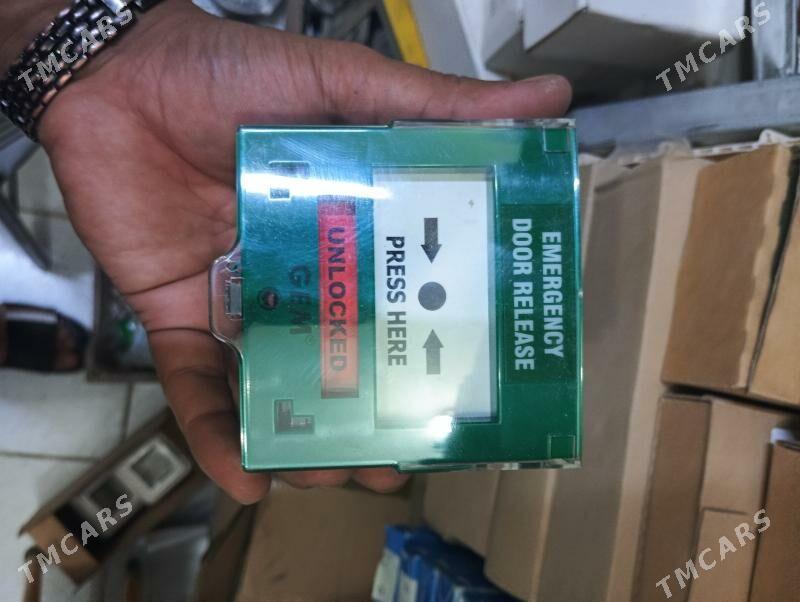 EMERGENCY
DOOR RELEASE
PRESS HERE
UNLOCKED
GEM®
TMCARS
TMCARS
TMCARS
TMCARS
TMCARS